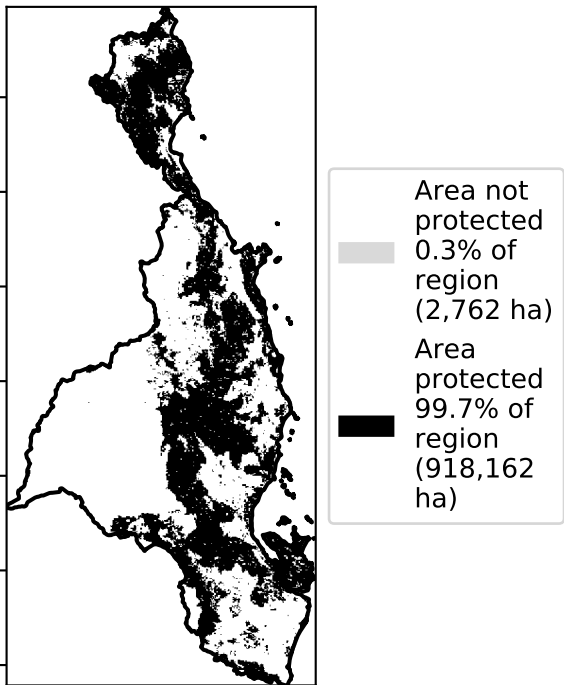 Area not
protected
0.3% of
region
(2,762 ha)
Area
protected
99.7% of
region
(918,162
ha)